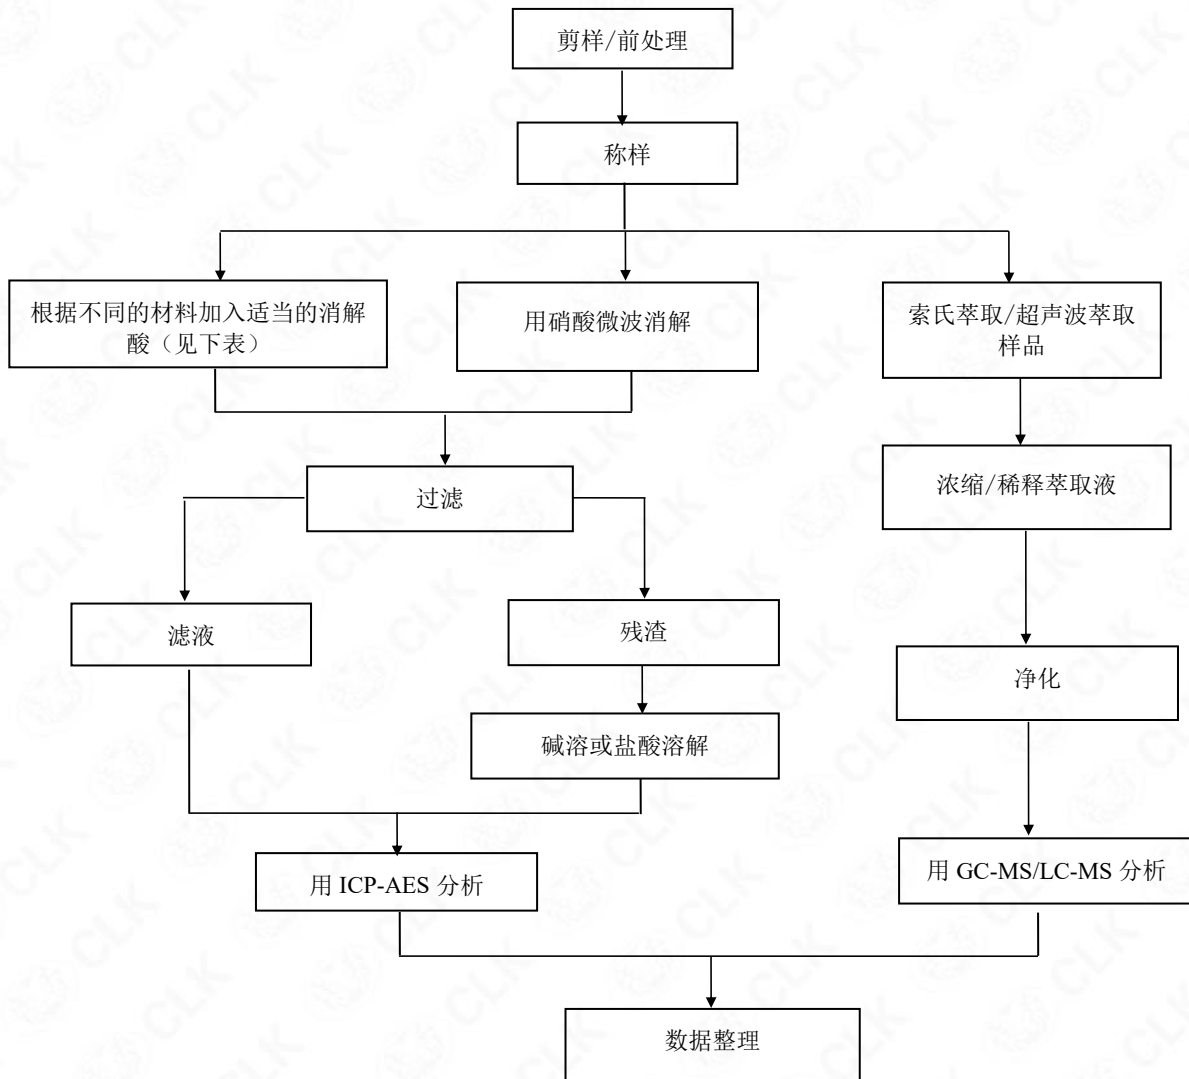 剪样/前处理
称样
根据不同的材料加入适当的消解
酸（见下表）
用硝酸微波消解
索氏萃取/超声波萃取
样品
过滤
浓缩/稀释萃取液
滤液
残渣
净化
碱溶或盐酸溶解
用 ICP-AES 分析
用 GC-MS/LC-MS 分析
数据整理
CLK